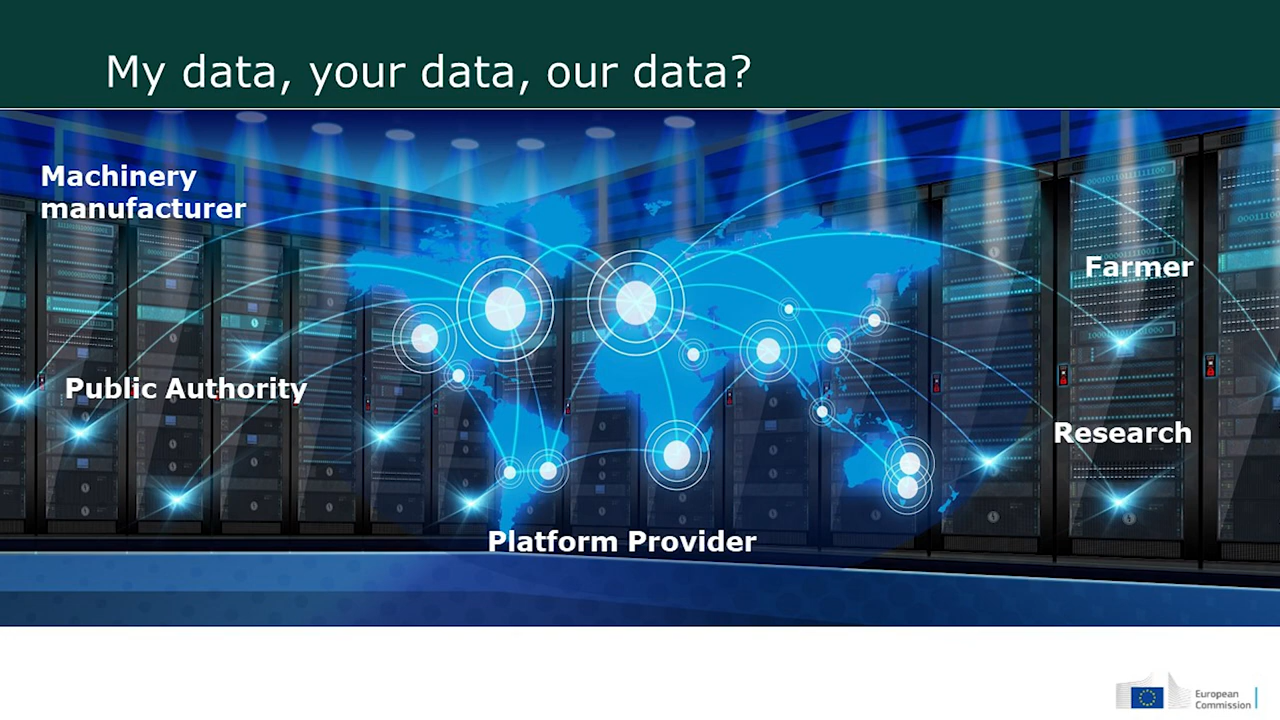 My data, your data, our data?
Machinery
manufacturer
Farmer
Public Authority
Research
Platform Provider
European
Commission